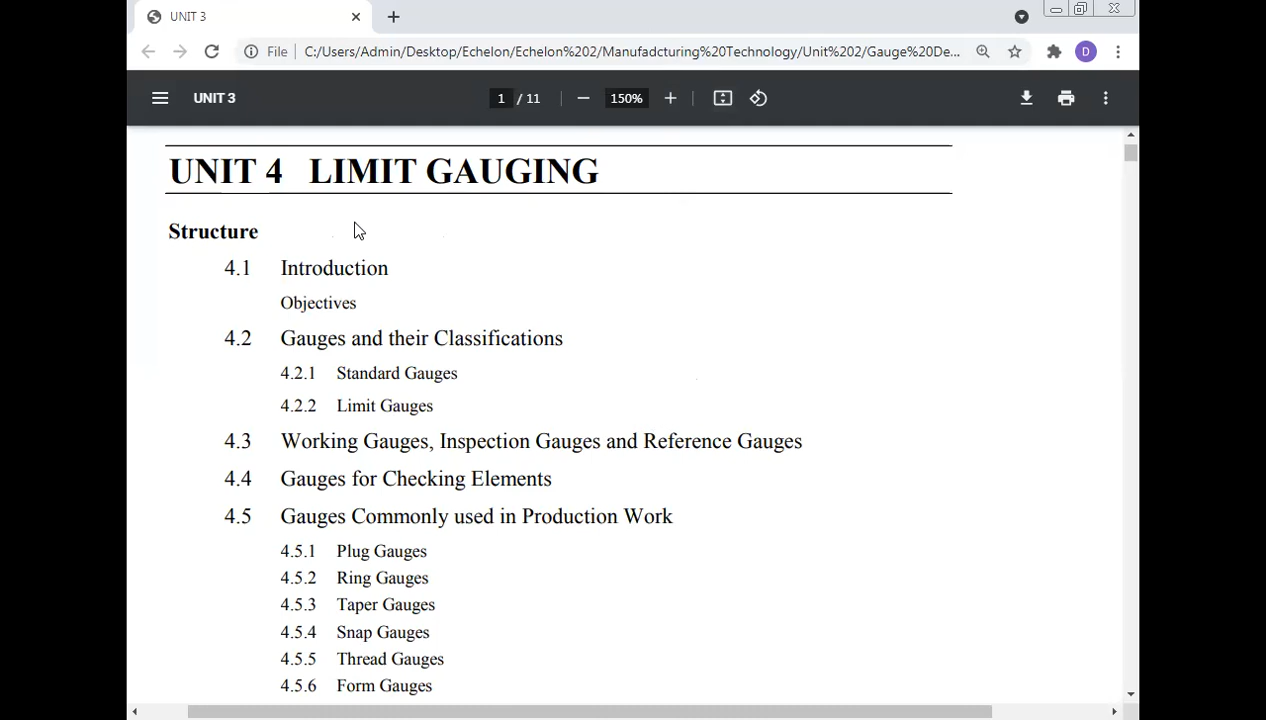 UNIT 3
File C:/Users/Admin/Desktop/Echelon/Echelon%202/Manufadcturing%20Technology/Unit%202/Gauge%20De... D
UNIT 3 1 / 11 150%
UNIT 4 LIMIT GAUGING
Structure
4.1 Introduction
Objectives
4.2 Gauges and their Classifications
4.2.1 Standard Gauges
4.2.2 Limit Gauges
4.3 Working Gauges, Inspection Gauges and Reference Gauges
4.4 Gauges for Checking Elements
4.5 Gauges Commonly used in Production Work
4.5.1 Plug Gauges
4.5.2 Ring Gauges
4.5.3 Taper Gauges
4.5.4 Snap Gauges
4.5.5 Thread Gauges
4.5.6 Form Gauges